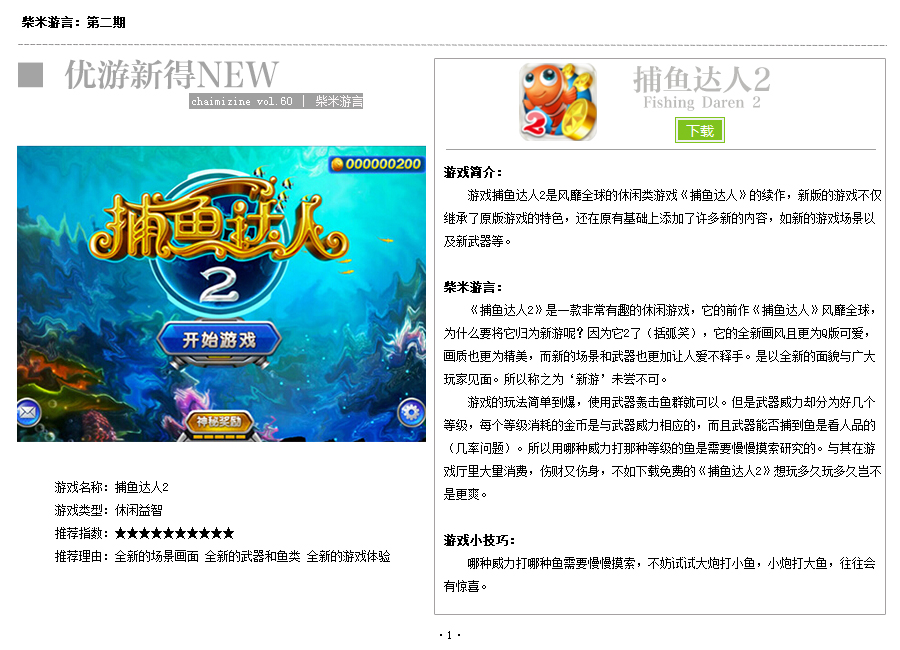 柴米游言：第二期
优游新得NEW
chaimizine vol.60 | 柴米游言
000000200
捕鱼达人
2
开始游戏
神秘奖励
游戏名称：捕鱼达人2
游戏类型：休闲益智
推荐指数：★★★★★★★★★★
推荐理由：全新的场景画面 全新的武器和鱼类 全新的游戏体验
2
捕鱼达人2
Fishing Daren 2
下载
游戏简介：
游戏捕鱼达人2是风靡全球的休闲类游戏《捕鱼达人》的续作，新版的游戏不仅
继承了原版游戏的特色，还在原有基础上添加了许多新的内容，如新的游戏场景以
及新武器等。
柴米游言：
《捕鱼达人2》是一款非常有趣的休闲游戏，它的前作《捕鱼达人》风靡全球，
为什么要将它归为新游呢？因为它2了（括弧笑），它的全新画风且更为Q版可爱，
画质也更为精美，而新的场景和武器也更加让人爱不释手。是以全新的面貌与广大
玩家见面。所以称之为‘新游’未尝不可。
游戏的玩法简单到爆，使用武器轰击鱼群就可以。但是武器威力却分为好几个
等级，每个等级消耗的金币是与武器威力相应的，而且武器能否捕到鱼是看人品的
（几率问题）。所以用哪种威力打那种等级的鱼是需要慢慢摸索研究的。与其在游
戏厅里大量消费，伤财又伤身，不如下载免费的《捕鱼达人2》想玩多久玩多久岂不
是更爽。
游戏小技巧：
哪种威力打哪种鱼需要慢慢摸索，不妨试试大炮打小鱼，小炮打大鱼，往往会
有惊喜。
·1·